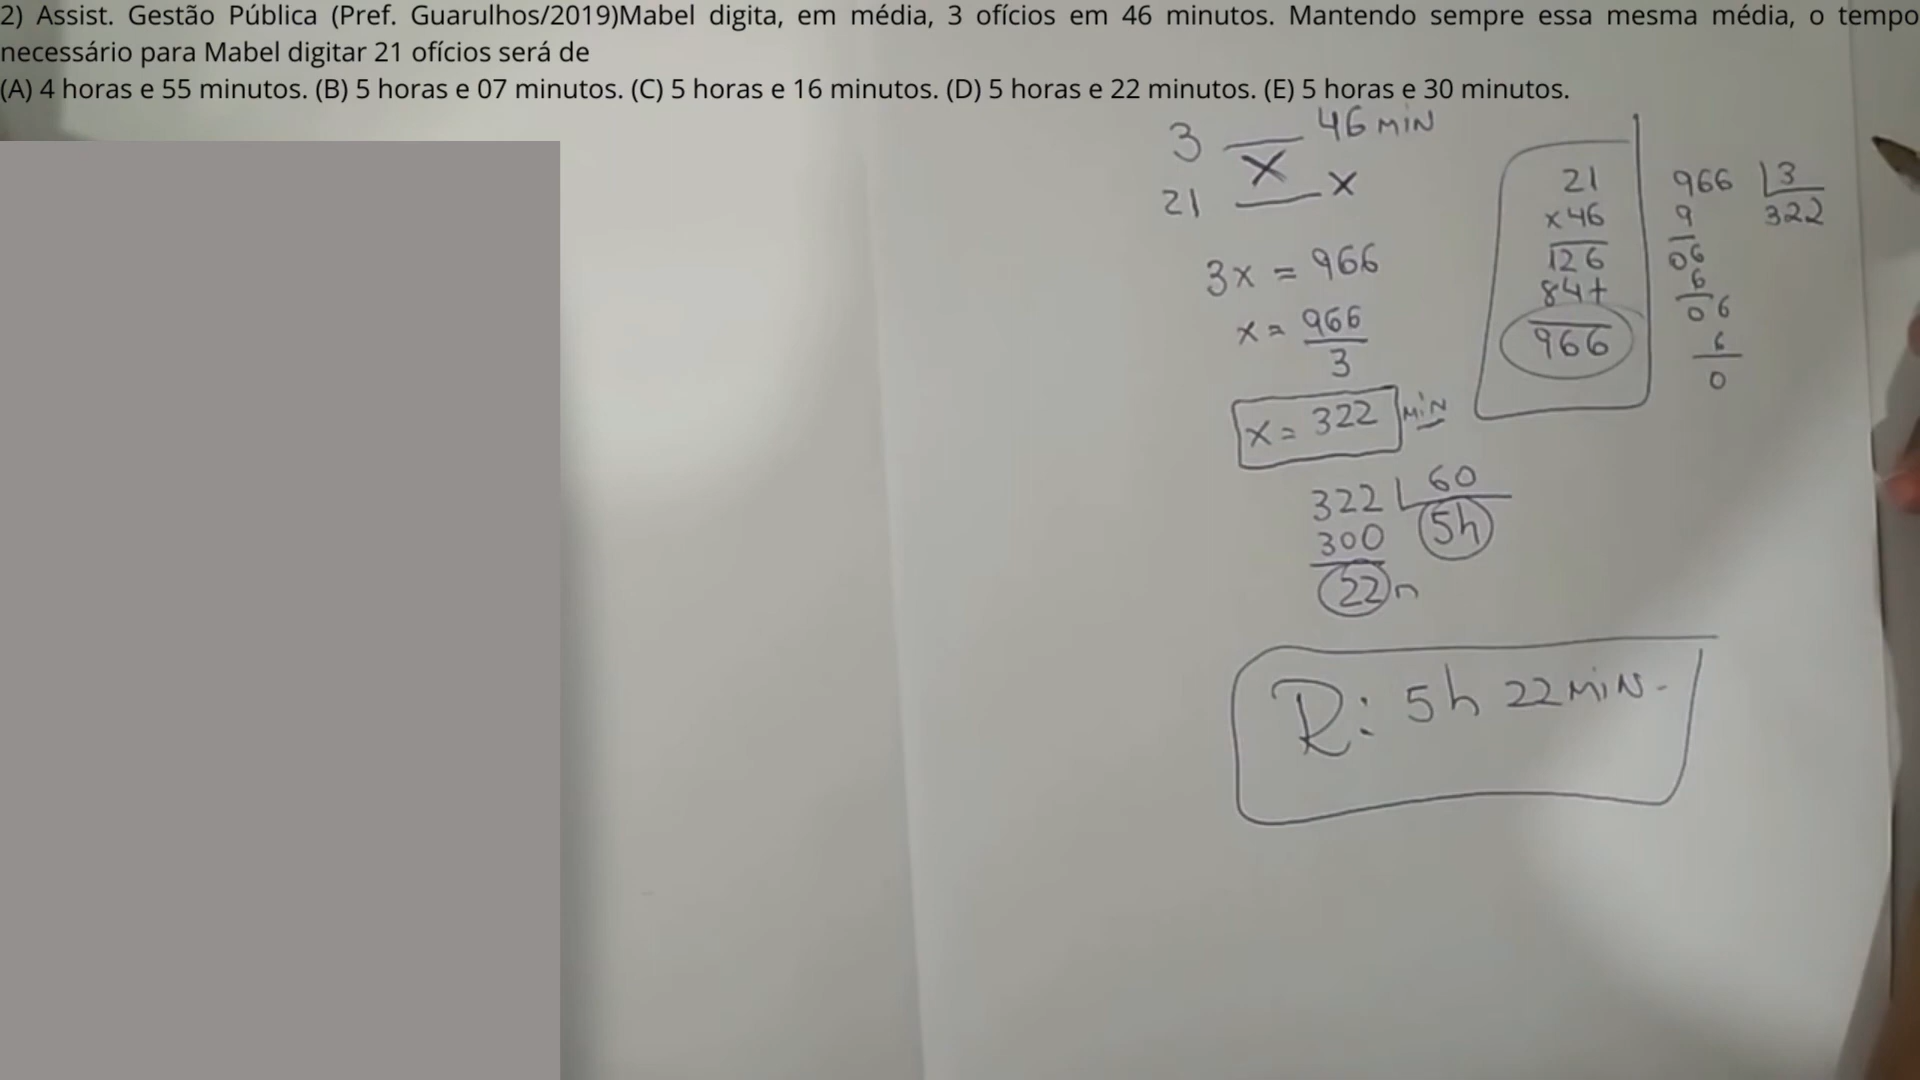 2) Assist. Gestão Pública (Pref. Guarulhos/2019)Mabel digita, em média, 3 ofícios em 46 minutos. Mantendo sempre essa mesma média, o tempo
necessário para Mabel digitar 21 ofícios será de
(A) 4 horas e 55 minutos. (B) 5 horas e 07 minutos. (C) 5 horas e 16 minutos. (D) 5 horas e 22 minutos. (E) 5 horas e 30 minutos.
3 46 MIN
X
21 x
3x = 966
x = 966
3
x = 322 MIN
322 60
300 5h
22 n
R: 5h 22 MIN.
21
x46
126
84+
966
966 3
9 322
06
6
06
6
0